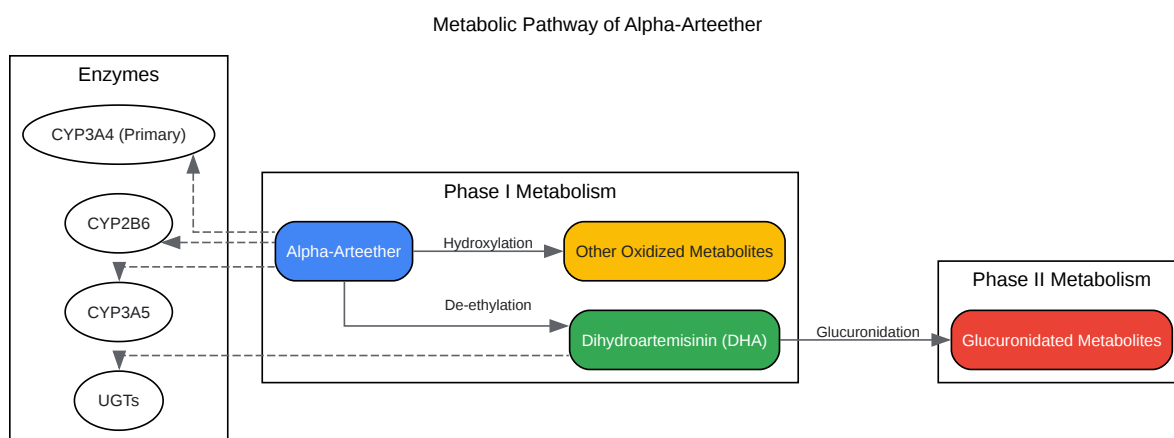 Metabolic Pathway of Alpha-Arteether
Enzymes
CYP3A4 (Primary)
CYP2B6
CYP3A5
UGTs
Phase I Metabolism
Alpha-Arteether
Hydroxylation
Other Oxidized Metabolites
De-ethylation
Dihydroartemisinin (DHA)
Glucuronidation
Phase II Metabolism
Glucuronidated Metabolites